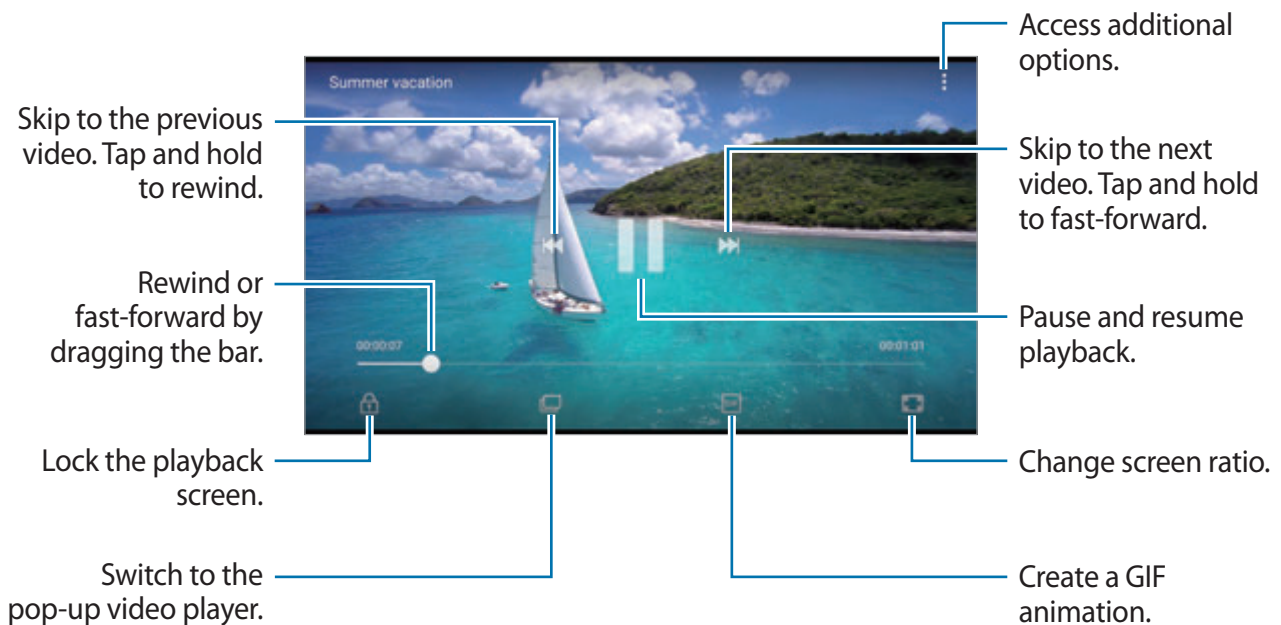 Access additional
options.
Summer vacation
Skip to the previous
video. Tap and hold
to rewind.
Skip to the next
video. Tap and hold
to fast-forward.
Rewind or
fast-forward by
dragging the bar.
Pause and resume
playback.
00:00:07
00:01:01
Lock the playback
screen.
Change screen ratio.
Switch to the
pop-up video player.
Create a GIF
animation.